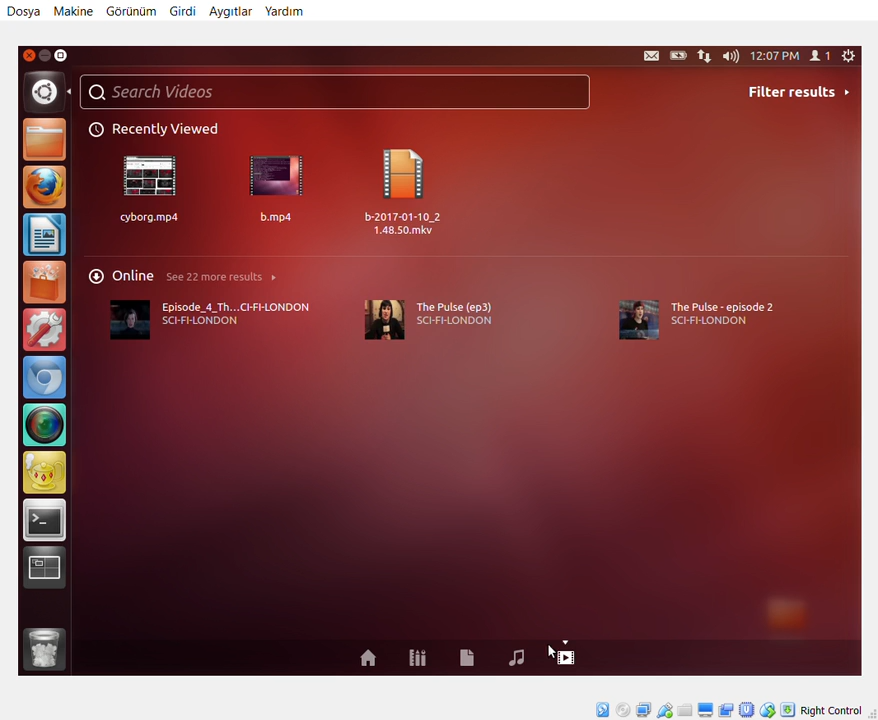 Dosya Makine Görünüm Girdi Aygıtlar Yardım
12:07 PM 1
Search Videos
Filter results
Recently Viewed
cyborg.mp4
b.mp4
b-2017-01-10_2
1.48.50.mkv
Online See 22 more results
Episode_4_Th...CI-FI-LONDON
SCI-FI-LONDON
The Pulse (ep3)
SCI-FI-LONDON
The Pulse - episode 2
SCI-FI-LONDON
>_
Right Control